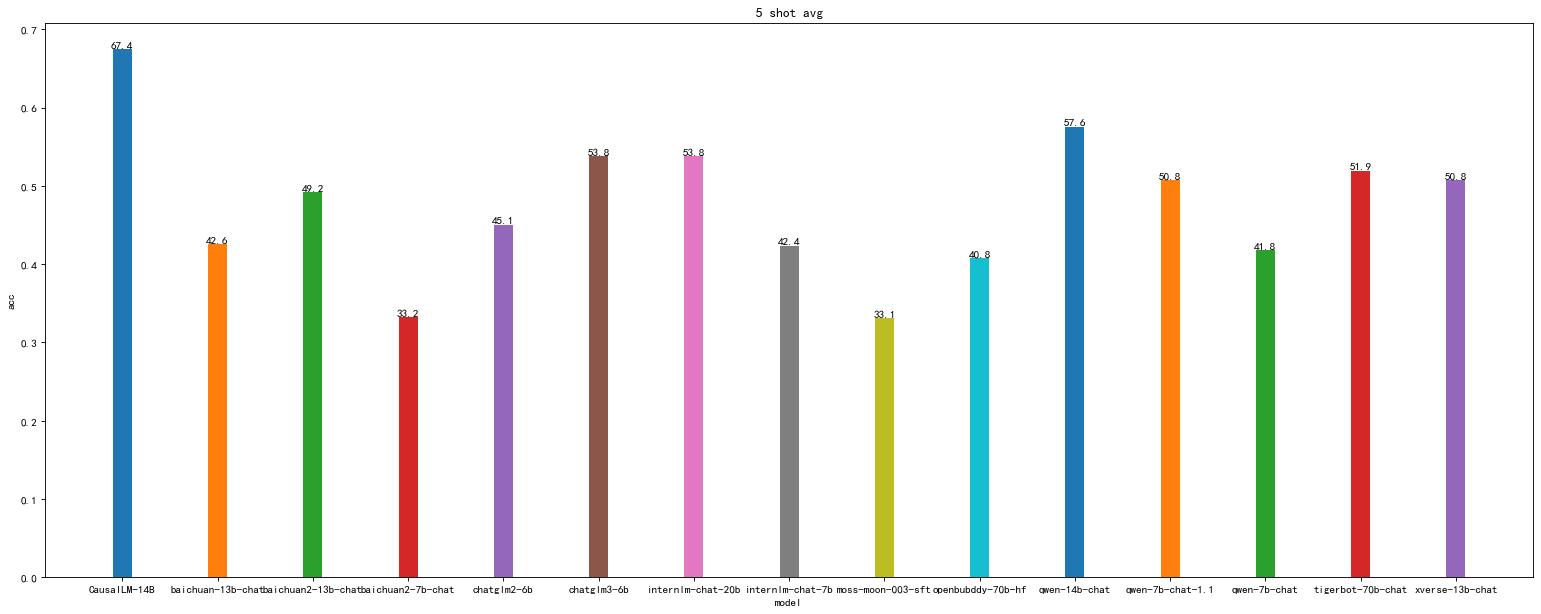 5 shot avg
0.7
0.6
0.5
0.4
0.3
0.2
0.1
0.0
acc
67.4
42.6
49.2
33.2
45.1
53.8
53.8
42.4
33.1
40.8
57.6
50.8
41.8
51.9
50.8
CausalLM-14B
baichuan-13b-chat
baichuan2-13b-chat
baichuan2-7b-chat
chatglm2-6b
chatglm3-6b
internlm-chat-20b
internlm-chat-7b
moss-moon-003-sft
openbubddy-70b-hf
qwen-14b-chat
qwen-7b-chat-1.1
qwen-7b-chat
tigerbot-70b-chat
xverse-13b-chat
model